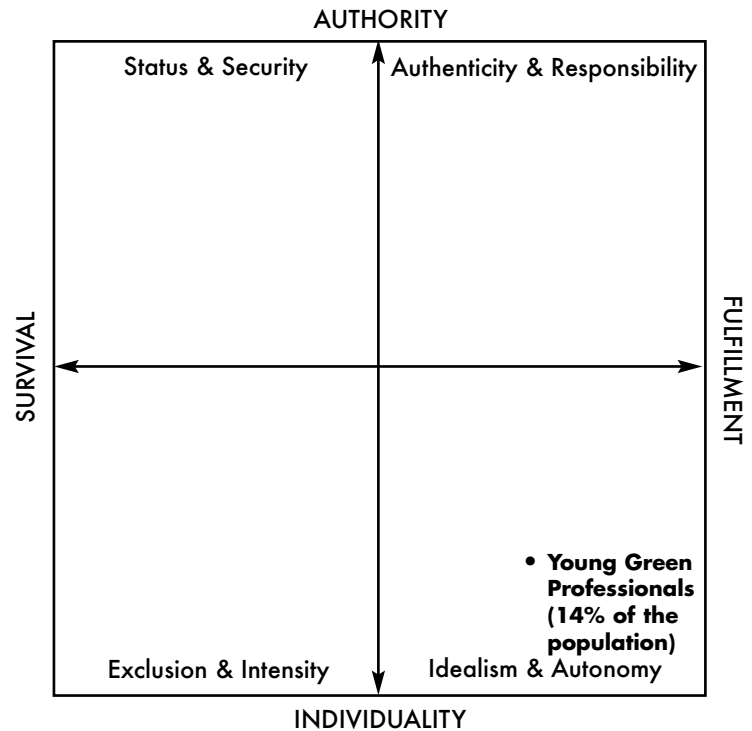 AUTHORITY
Status & Security
Authenticity & Responsibility
SURVIVAL
FULFILLMENT
• Young Green
Professionals
(14% of the
population)
Exclusion & Intensity
Idealism & Autonomy
INDIVIDUALITY